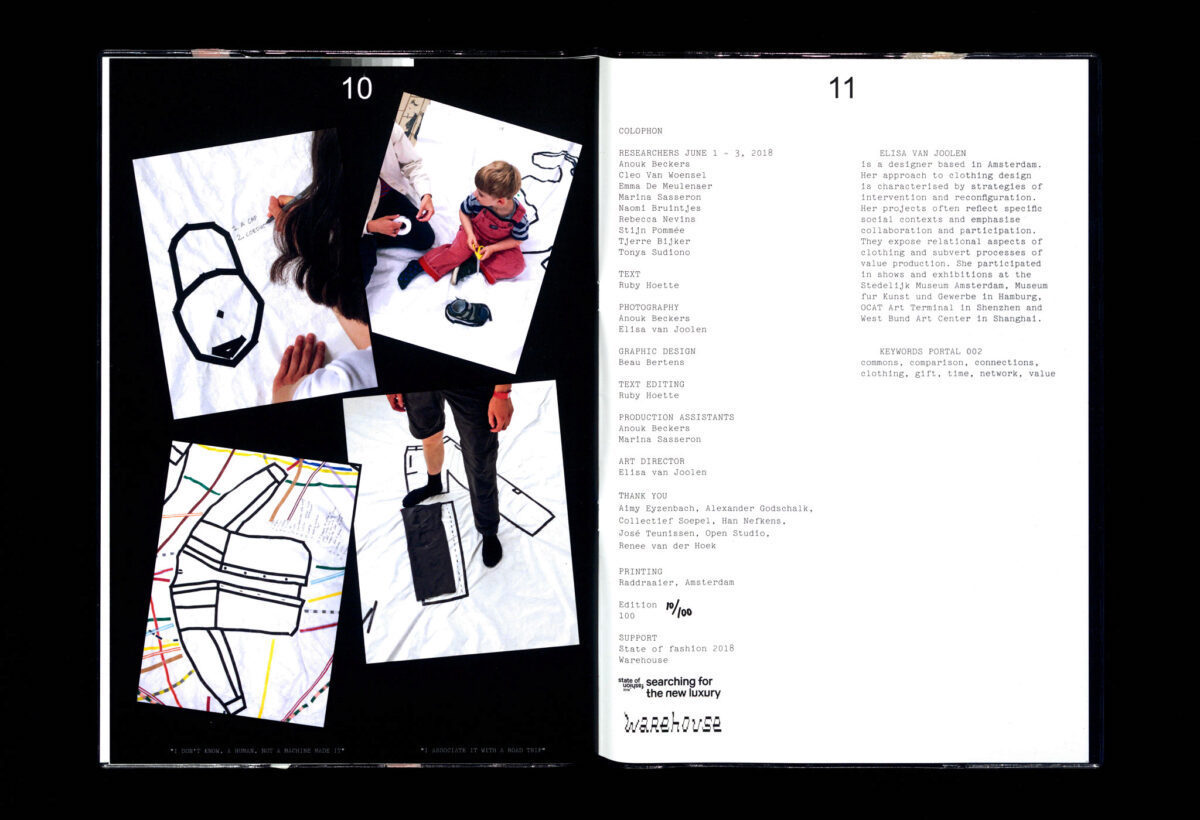 10
1. A CAP
2.
"I DON'T KNOW, A HUMAN, NOT A MACHINE MADE IT"
"I ASSOCIATE IT WITH A ROAD TRIP"
11
COLOPHON
RESEARCHERS JUNE 1 - 3, 2018
Anouk Beckers
Cleo Van Woensel
Emma De Meulenaer
Marina Sasseron
Naomi Bruintjes
Rebecca Nevins
Stijn Pommée
Tjerre Bijker
Tonya Sudiono
TEXT
Ruby Hoette
PHOTOGRAPHY
Anouk Beckers
Elisa van Joolen
GRAPHIC DESIGN
Beau Bertens
TEXT EDITING
Ruby Hoette
PRODUCTION ASSISTANTS
Anouk Beckers
Marina Sasseron
ART DIRECTOR
Elisa van Joolen
THANK YOU
Aimy Eyzenbach, Alexander Godschalk,
Collectief Soepel, Han Nefkens,
José Teunissen, Open Studio,
Renee van der Hoek
PRINTING
Raddraaier, Amsterdam
Edition 10/100
100
SUPPORT
State of fashion 2018
Warehouse
state of
fashion
searching for
the new luxury
warehouse
ELISA VAN JOOLEN
is a designer based in Amsterdam.
Her approach to clothing design
is characterised by strategies of
intervention and reconfiguration.
Her projects often reflect specific
social contexts and emphasise
collaboration and participation.
They expose relational aspects of
clothing and subvert processes of
value production. She participated
in shows and exhibitions at the
Stedelijk Museum Amsterdam, Museum
fur Kunst und Gewerbe in Hamburg,
OCAT Art Terminal in Shenzhen and
West Bund Art Center in Shanghai.
KEYWORDS PORTAL 002
commons, comparison, connections,
clothing, gift, time, network, value